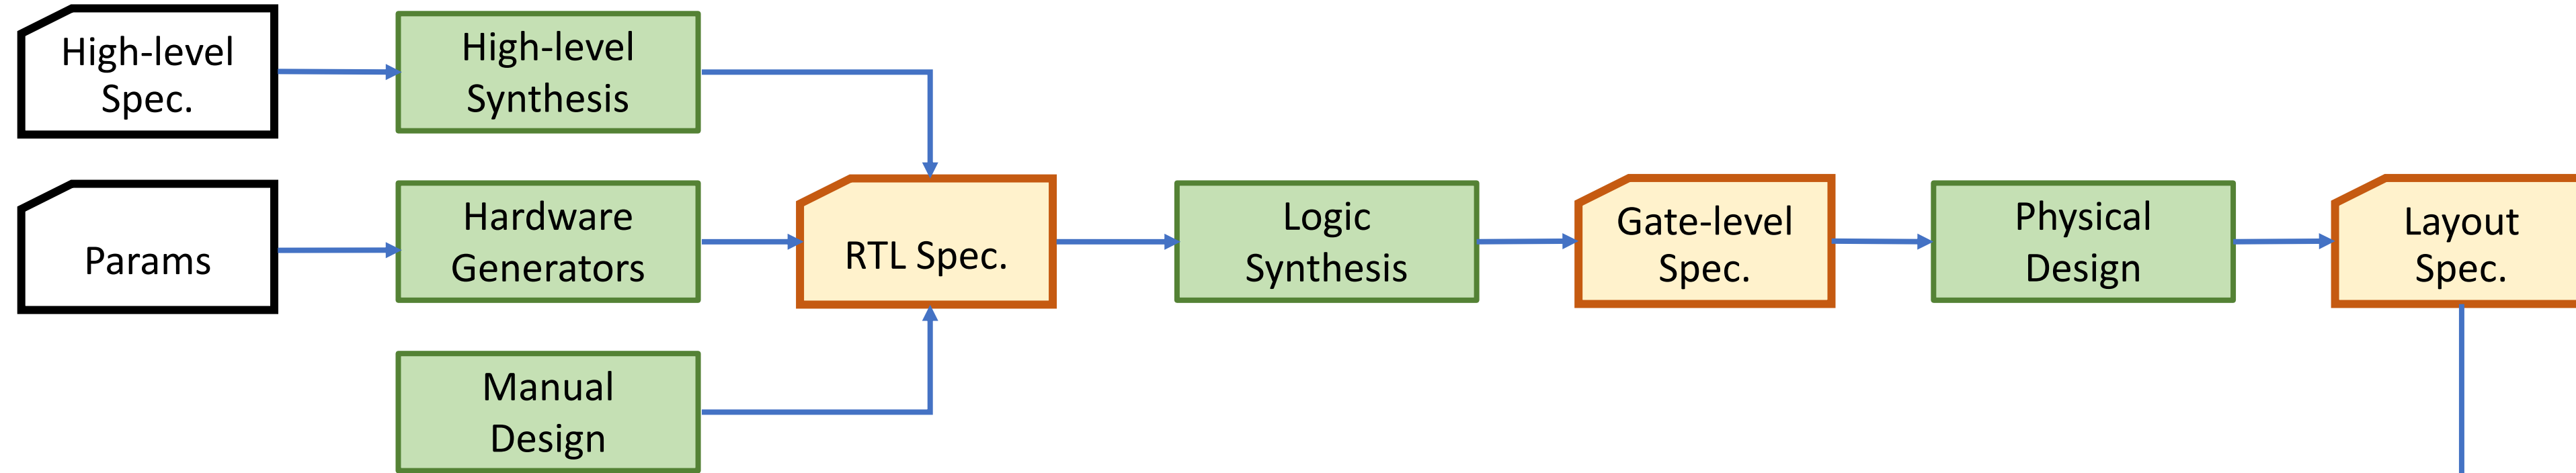 High-level
Spec.
High-level
Synthesis
Params
Hardware
Generators
RTL Spec.
Logic
Synthesis
Gate-level
Spec.
Physical
Design
Layout
Spec.
Manual
Design